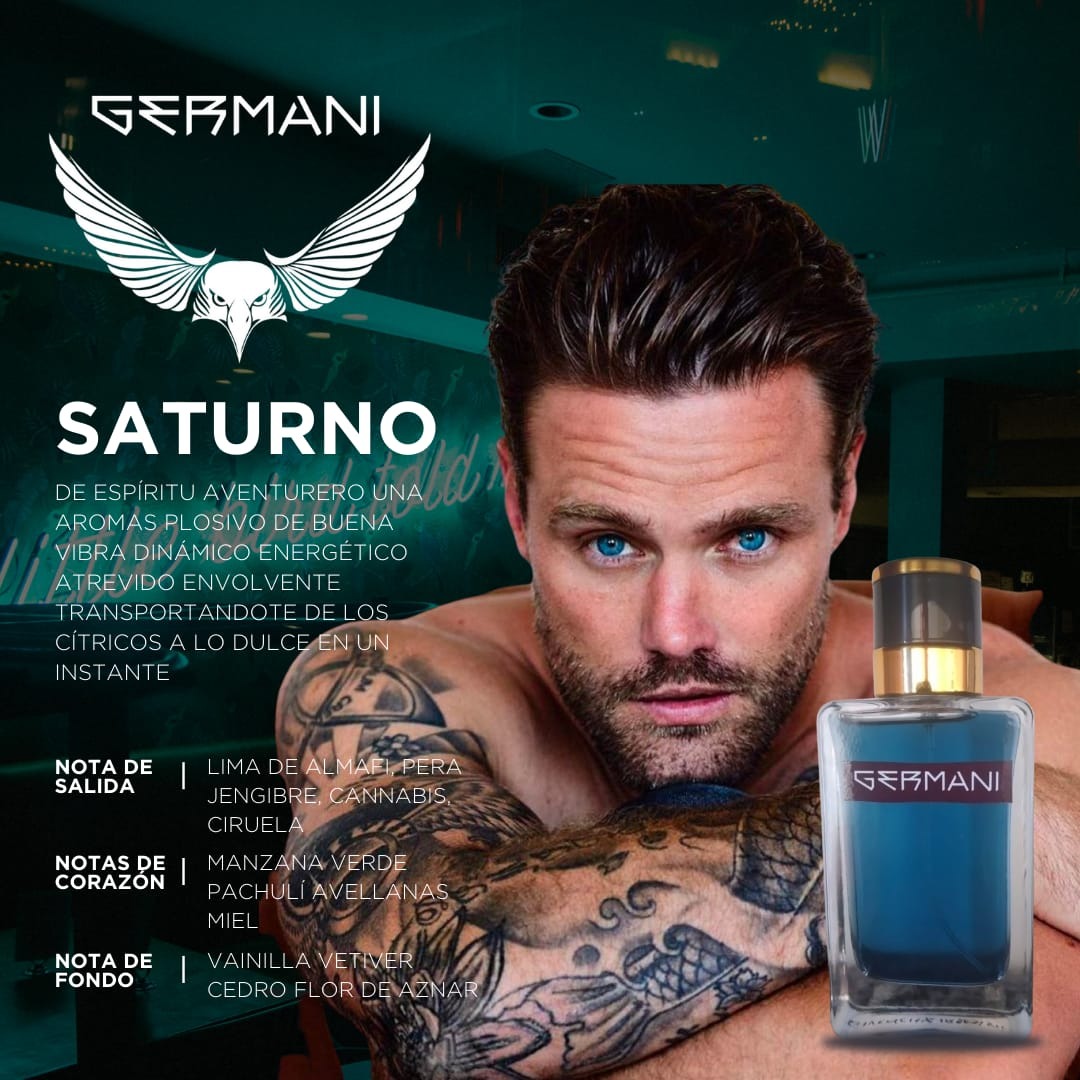 GERMANI
SATURNO
DE ESPÍRITU AVENTURERO UNA
AROMAS PLOSIVO DE BUENA
VIBRA DINÁMICO ENERGÉTICO
ATREVIDO ENVOLVENTE
TRANSPORTANDOTE DE LOS
CÍTRICOS A LO DULCE EN UN
INSTANTE
NOTA DE
SALIDA
LIMA DE ALMAFI, PERA
JENGIBRE, CANNABIS,
CIRUELA
NOTAS DE
CORAZÓN
MANZANA VERDE
PACHULÍ AVELLANAS
MIEL
NOTA DE
FONDO
VAINILLA VETIVER
CEDRO FLOR DE AZNAR
GERMANI